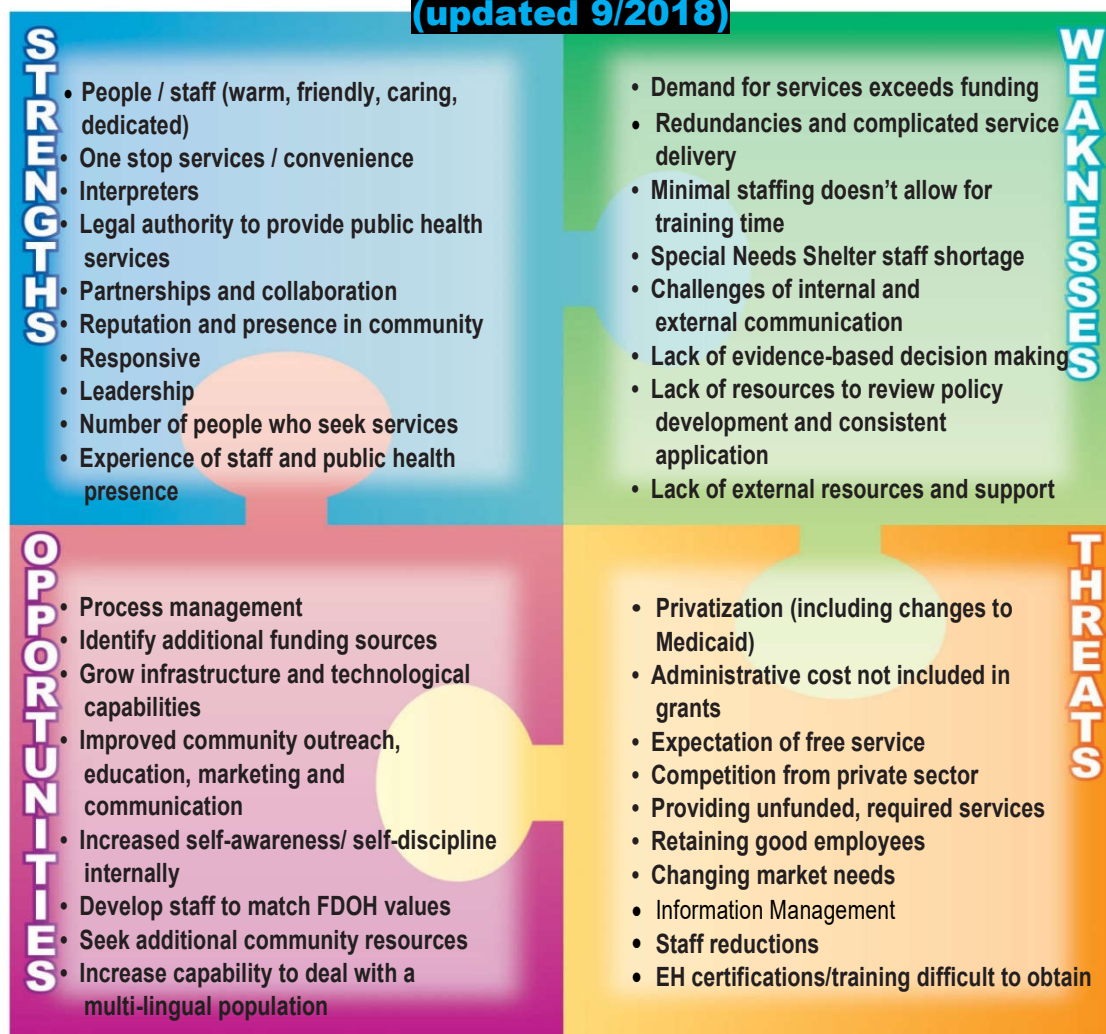 (updated 9/2018)
STRENGTHS
• People / staff (warm, friendly, caring,
dedicated)
• One stop services / convenience
• Interpreters
• Legal authority to provide public health
services
• Partnerships and collaboration
• Reputation and presence in community
• Responsive
• Leadership
• Number of people who seek services
• Experience of staff and public health
presence
WEAKNESSES
• Demand for services exceeds funding
• Redundancies and complicated service
delivery
• Minimal staffing doesn't allow for
training time
• Special Needs Shelter staff shortage
• Challenges of internal and
external communication
• Lack of evidence-based decision making
• Lack of resources to review policy
development and consistent
application
• Lack of external resources and support
OPPORTUNITIES
• Process management
• Identify additional funding sources
• Grow infrastructure and technological
capabilities
• Improved community outreach,
education, marketing and
communication
• Increased self-awareness/ self-discipline
internally
• Develop staff to match FDOH values
• Seek additional community resources
• Increase capability to deal with a
multi-lingual population
THREATS
• Privatization (including changes to
Medicaid)
• Administrative cost not included in
grants
• Expectation of free service
• Competition from private sector
• Providing unfunded, required services
• Retaining good employees
• Changing market needs
• Information Management
• Staff reductions
• EH certifications/training difficult to obtain